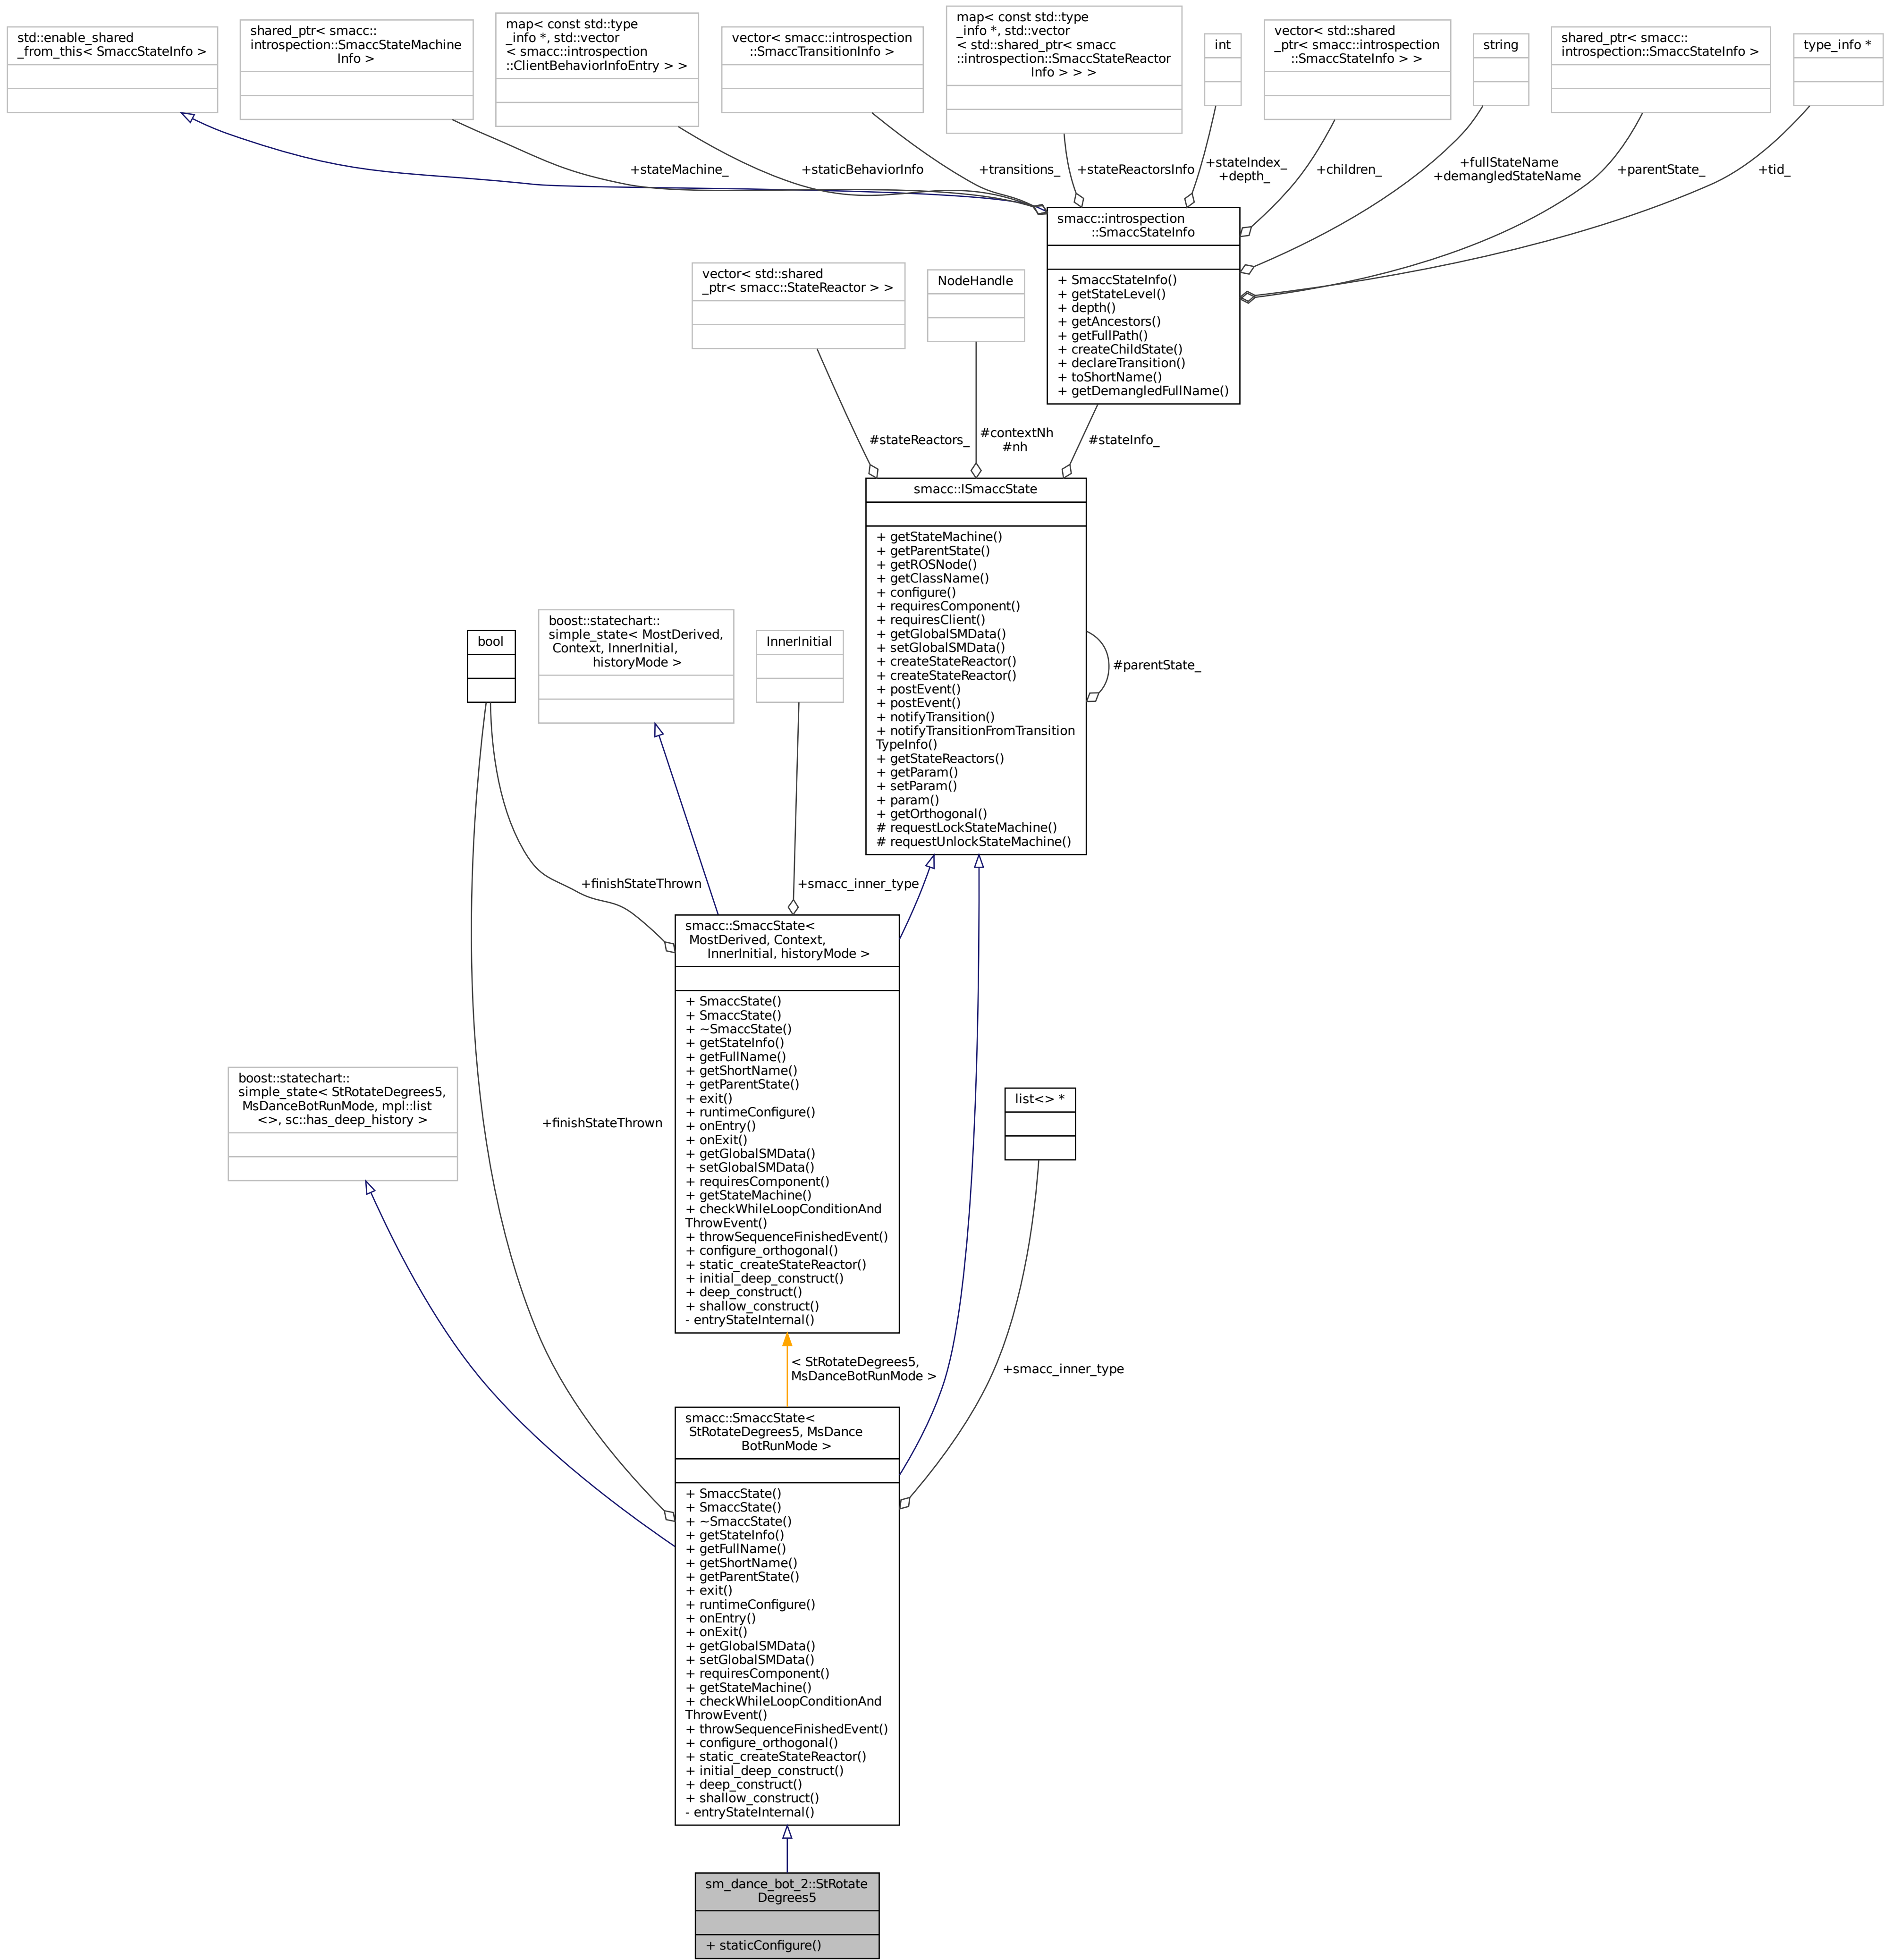 std::enable_shared
_from_this< SmaccStateInfo >
shared_ptr< smacc::
introspection::SmaccStateMachine
Info >
map< const std::type
_info *, std::vector
< smacc::introspection
::ClientBehaviorInfoEntry > >
vector< smacc::introspection
::SmaccTransitionInfo >
map< const std::type
_info *, std::vector
< std::shared_ptr< smacc
::introspection::SmaccStateReactor
Info > > >
int
vector< std::shared
_ptr< smacc::introspection
::SmaccStateInfo > >
string
shared_ptr< smacc::
introspection::SmaccStateInfo >
type_info *
+stateMachine_
+staticBehaviorInfo
+transitions_
+stateReactorsInfo
+stateIndex_
+depth_
+children_
+fullStateName
+demangledStateName
+parentState_
+tid_
smacc::introspection
::SmaccStateInfo
+ SmaccStateInfo()
+ getStateLevel()
+ depth()
+ getAncestors()
+ getFullPath()
+ createChildState()
+ declareTransition()
+ toShortName()
+ getDemangledFullName()
vector< std::shared
_ptr< smacc::StateReactor > >
NodeHandle
#stateReactors_
#contextNh
#nh
#stateInfo_
smacc::ISmaccState
+ getStateMachine()
+ getParentState()
+ getROSNode()
+ getClassName()
+ configure()
+ requiresComponent()
+ requiresClient()
+ getGlobalSMData()
+ setGlobalSMData()
+ createStateReactor()
+ createStateReactor()
+ postEvent()
+ postEvent()
+ notifyTransition()
+ notifyTransitionFromTransition
TypeInfo()
+ getStateReactors()
+ getParam()
+ setParam()
+ param()
+ getOrthogonal()
# requestLockStateMachine()
# requestUnlockStateMachine()
#parentState_
bool
boost::statechart::
simple_state< MostDerived,
Context, InnerInitial,
historyMode >
InnerInitial
+finishStateThrown
+smacc_inner_type
smacc::SmaccState<
MostDerived, Context,
InnerInitial, historyMode >
+ SmaccState()
+ SmaccState()
+ ~SmaccState()
+ getStateInfo()
+ getFullName()
+ getShortName()
+ getParentState()
+ exit()
+ runtimeConfigure()
+ onEntry()
+ onExit()
+ getGlobalSMData()
+ setGlobalSMData()
+ requiresComponent()
+ getStateMachine()
+ checkWhileLoopConditionAnd
ThrowEvent()
+ throwSequenceFinishedEvent()
+ configure_orthogonal()
+ static_createStateReactor()
+ initial_deep_construct()
+ deep_construct()
+ shallow_construct()
- entryStateInternal()
boost::statechart::
simple_state< StRotateDegrees5,
MsDanceBotRunMode, mpl::list
<>, sc::has_deep_history >
+finishStateThrown
list<> *
< StRotateDegrees5,
MsDanceBotRunMode >
+smacc_inner_type
smacc::SmaccState<
StRotateDegrees5, MsDance
BotRunMode >
+ SmaccState()
+ SmaccState()
+ ~SmaccState()
+ getStateInfo()
+ getFullName()
+ getShortName()
+ getParentState()
+ exit()
+ runtimeConfigure()
+ onEntry()
+ onExit()
+ getGlobalSMData()
+ setGlobalSMData()
+ requiresComponent()
+ getStateMachine()
+ checkWhileLoopConditionAnd
ThrowEvent()
+ throwSequenceFinishedEvent()
+ configure_orthogonal()
+ static_createStateReactor()
+ initial_deep_construct()
+ deep_construct()
+ shallow_construct()
- entryStateInternal()
sm_dance_bot_2::StRotate
Degrees5
+ staticConfigure()